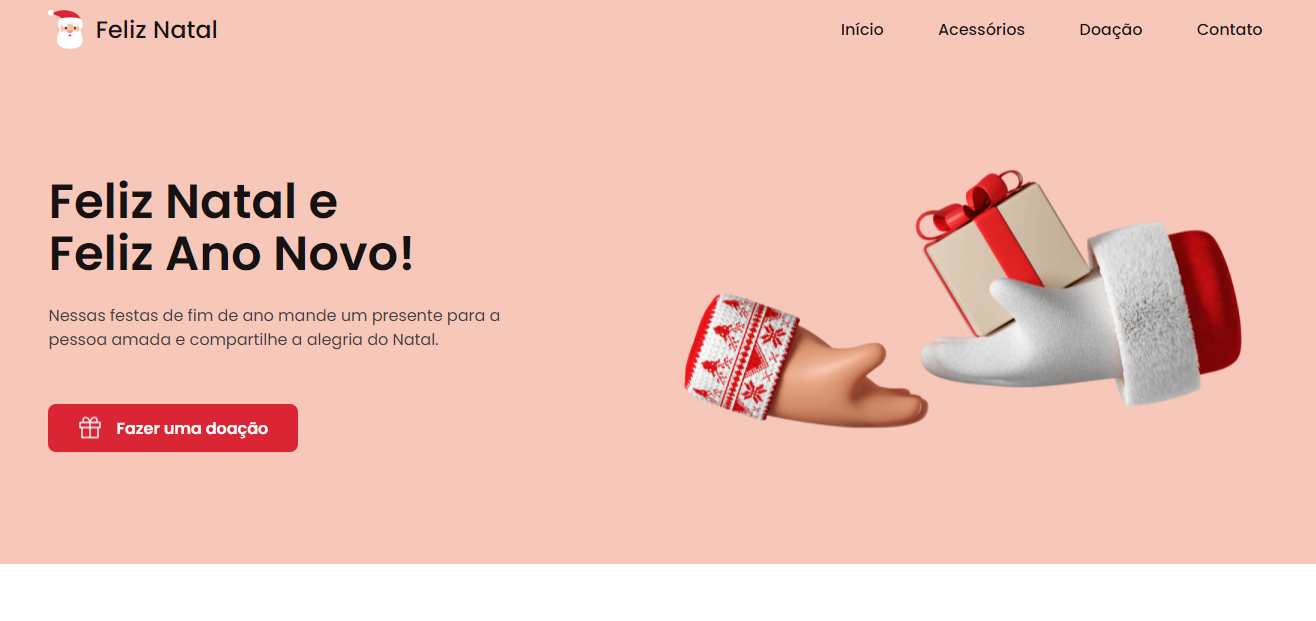 Feliz Natal
Início
Acessórios
Doação
Contato
Feliz Natal e
Feliz Ano Novo!
Nessas festas de fim de ano mande um presente para a
pessoa amada e compartilhe a alegria do Natal.
Fazer uma doação